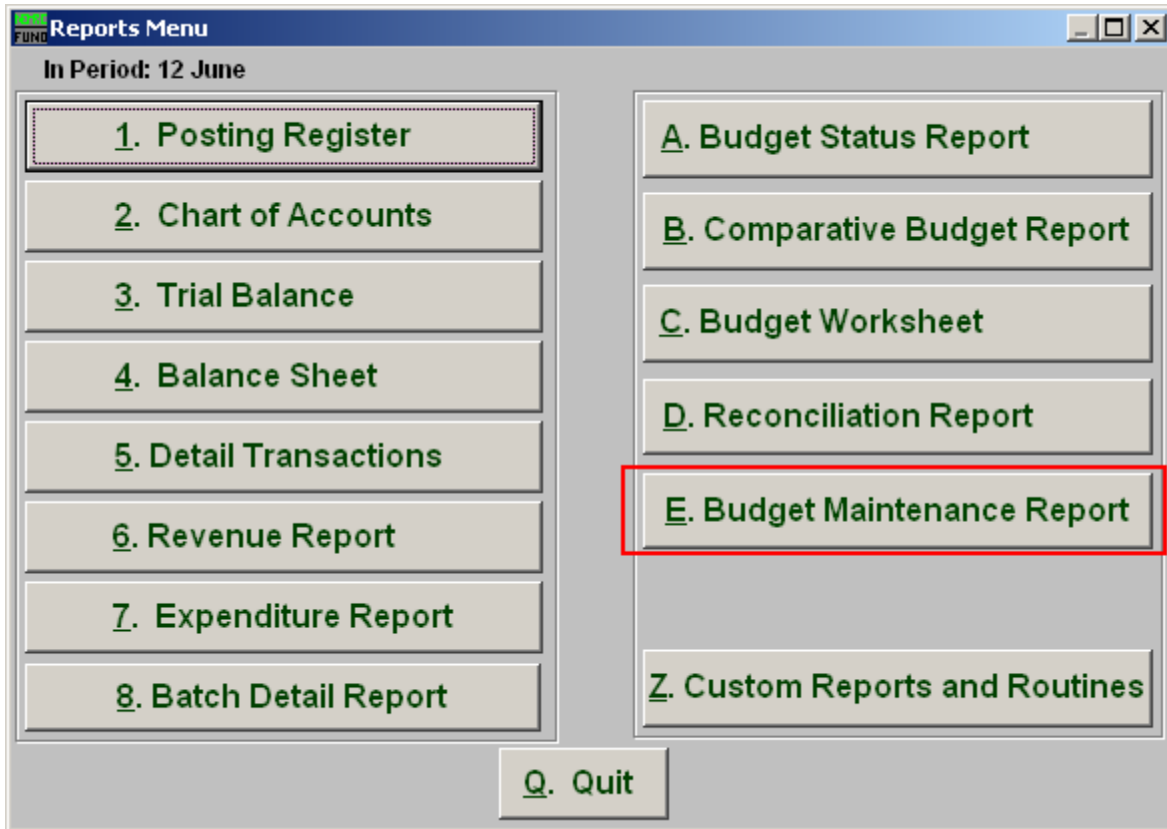 Reports Menu
FUND
In Period: 12 June
1. Posting Register
2. Chart of Accounts
3. Trial Balance
4. Balance Sheet
5. Detail Transactions
6. Revenue Report
7. Expenditure Report
8. Batch Detail Report
A. Budget Status Report
B. Comparative Budget Report
C. Budget Worksheet
D. Reconciliation Report
E. Budget Maintenance Report
Z. Custom Reports and Routines
Q. Quit